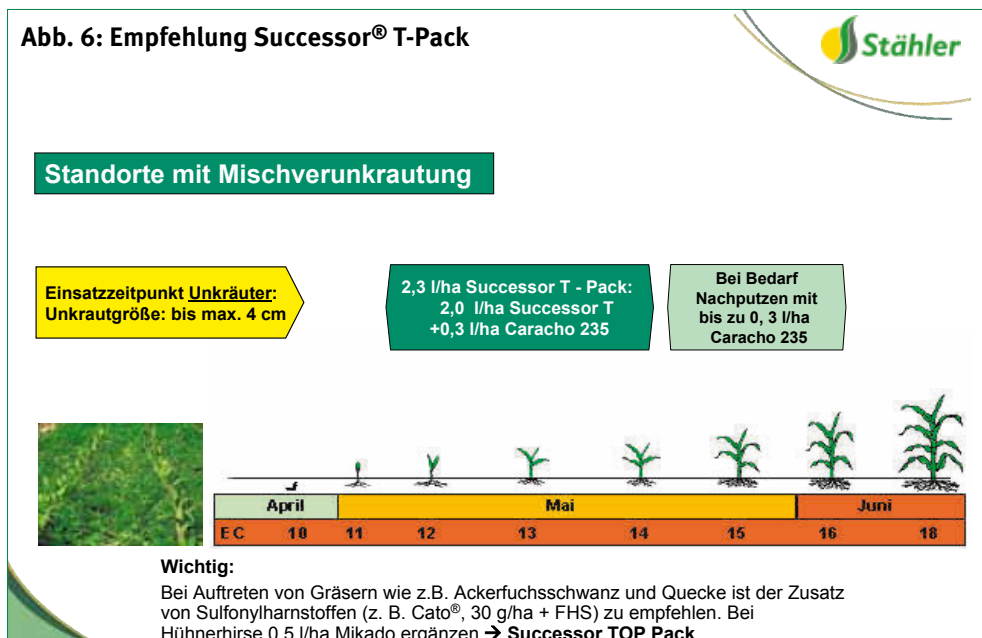 Abb. 6: Empfehlung Successor® T-Pack
Stähler
Standorte mit Mischverunkrautung
Einsatzzeitpunkt Unkräuter:
Unkrautgröße: bis max. 4 cm
2,3 l/ha Successor T - Pack:
2,0 l/ha Successor T
+0,3 l/ha Caracho 235
Bei Bedarf
Nachputzen mit
bis zu 0, 3 l/ha
Caracho 235
April Mai Juni
EC 10 11 12 13 14 15 16 18
Wichtig:
Bei Auftreten von Gräsern wie z.B. Ackerfuchsschwanz und Quecke ist der Zusatz
von Sulfonylharnstoffen (z. B. Cato®, 30 g/ha + FHS) zu empfehlen. Bei
Hühnerhirse 0,5 l/ha Mikado ergänzen → Successor TOP Pack